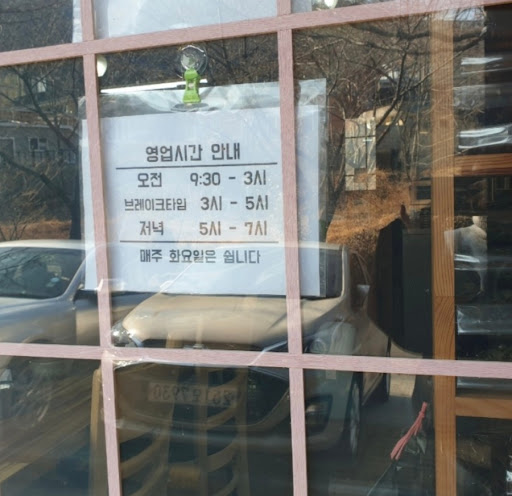 영업시간 안내
오전 9:30 - 3시
브레이크타임 3시 - 5시
저녁 5시 - 7시
매주 화요일은 쉽니다